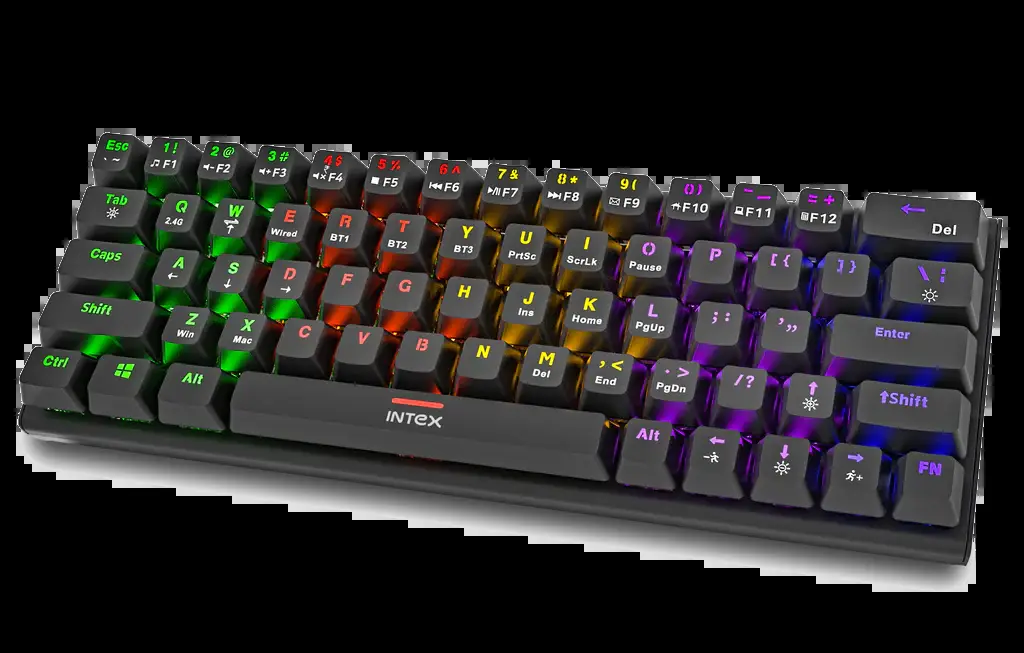 Esc 1 ! 2 @ 3 # 4 $ 5 % 6 ^ 7 & 8 * 9 ( 0 ) - _ = + ←
` ~ F1 F2 F3 F4 F5 F6 F7 F8 F9 F10 F11 F12 Del
Tab Q W E R T Y U I O P [ { ] } \ ¦
2.4G Wired BT1 BT2 BT3 PrtSc ScrLk Pause
Caps A S D F G H J K L ; : ' ,, Enter
← ↓ → Ins Home PgUp
Shift Z X C V B N M , < . > /? ↑ ↑Shift
Win Mac Del End PgDn
Ctrl Alt INTEX Alt ← ↓ → FN